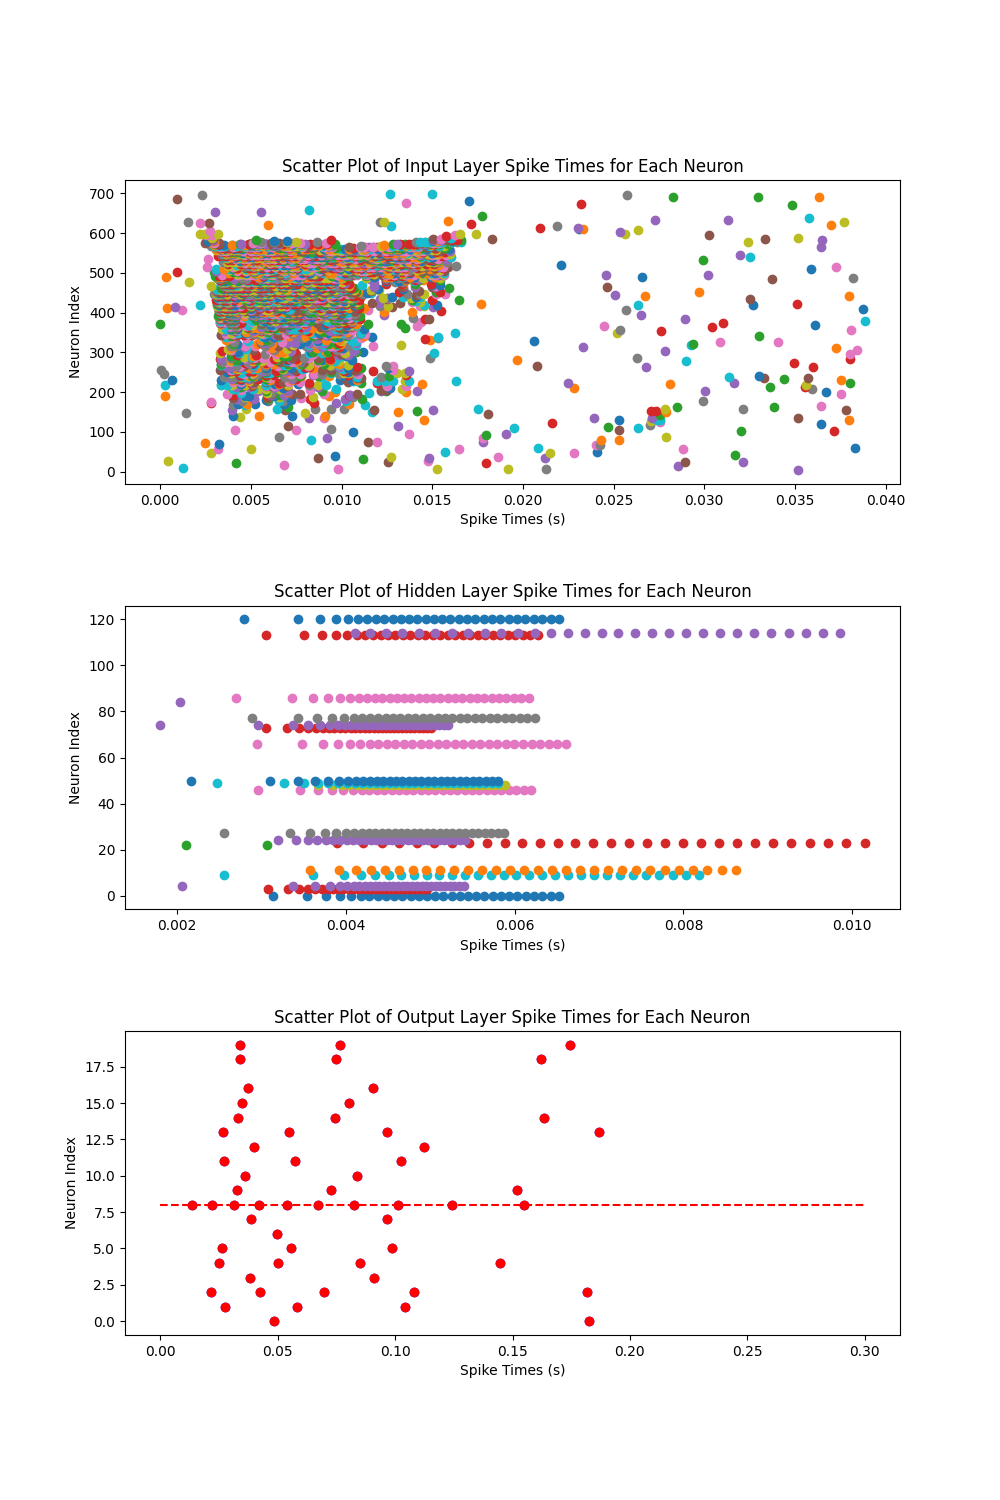 Scatter Plot of Input Layer Spike Times for Each Neuron
700
600
500
400
300
200
100
0
Neuron Index
0.000 0.005 0.010 0.015 0.020 0.025 0.030 0.035 0.040
Spike Times (s)
Scatter Plot of Hidden Layer Spike Times for Each Neuron
120
100
80
60
40
20
0
Neuron Index
0.002 0.004 0.006 0.008 0.010
Spike Times (s)
Scatter Plot of Output Layer Spike Times for Each Neuron
17.5
15.0
12.5
10.0
7.5
5.0
2.5
0.0
Neuron Index
0.00 0.05 0.10 0.15 0.20 0.25 0.30
Spike Times (s)